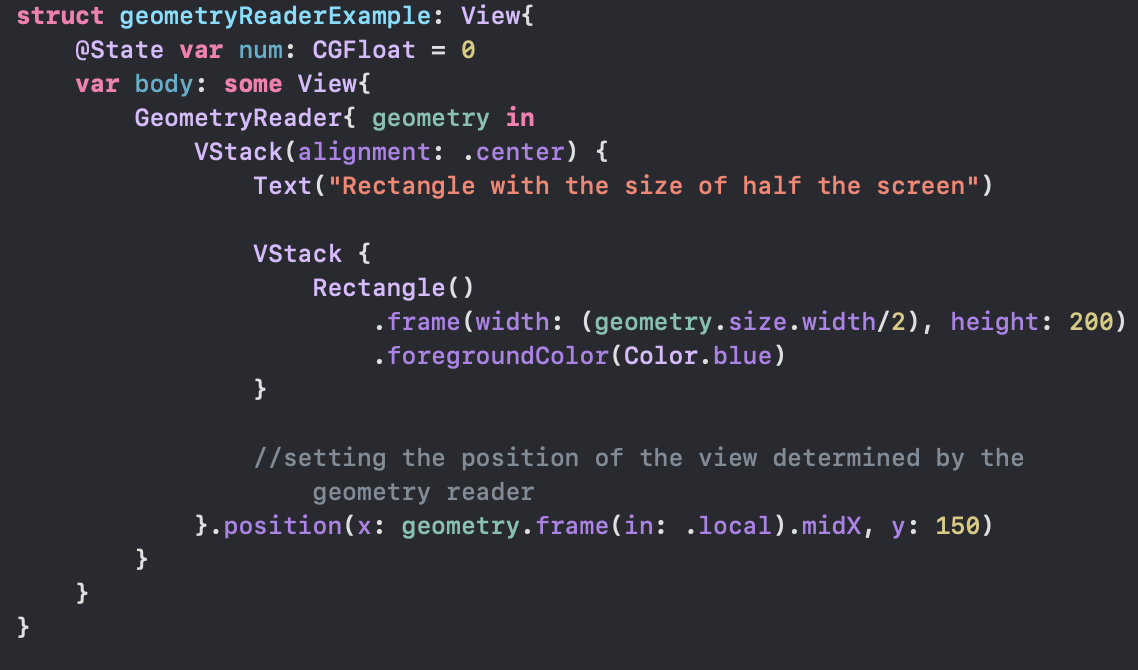 struct geometryReaderExample: View{
    @State var num: CGFloat = 0
    var body: some View{
        GeometryReader{ geometry in
            VStack(alignment: .center) {
                Text("Rectangle with the size of half the screen")

                VStack {
                    Rectangle()
                        .frame(width: (geometry.size.width/2), height: 200)
                        .foregroundColor(Color.blue)
                }

                //setting the position of the view determined by the
                    geometry reader
            }.position(x: geometry.frame(in: .local).midX, y: 150)
        }
    }
}